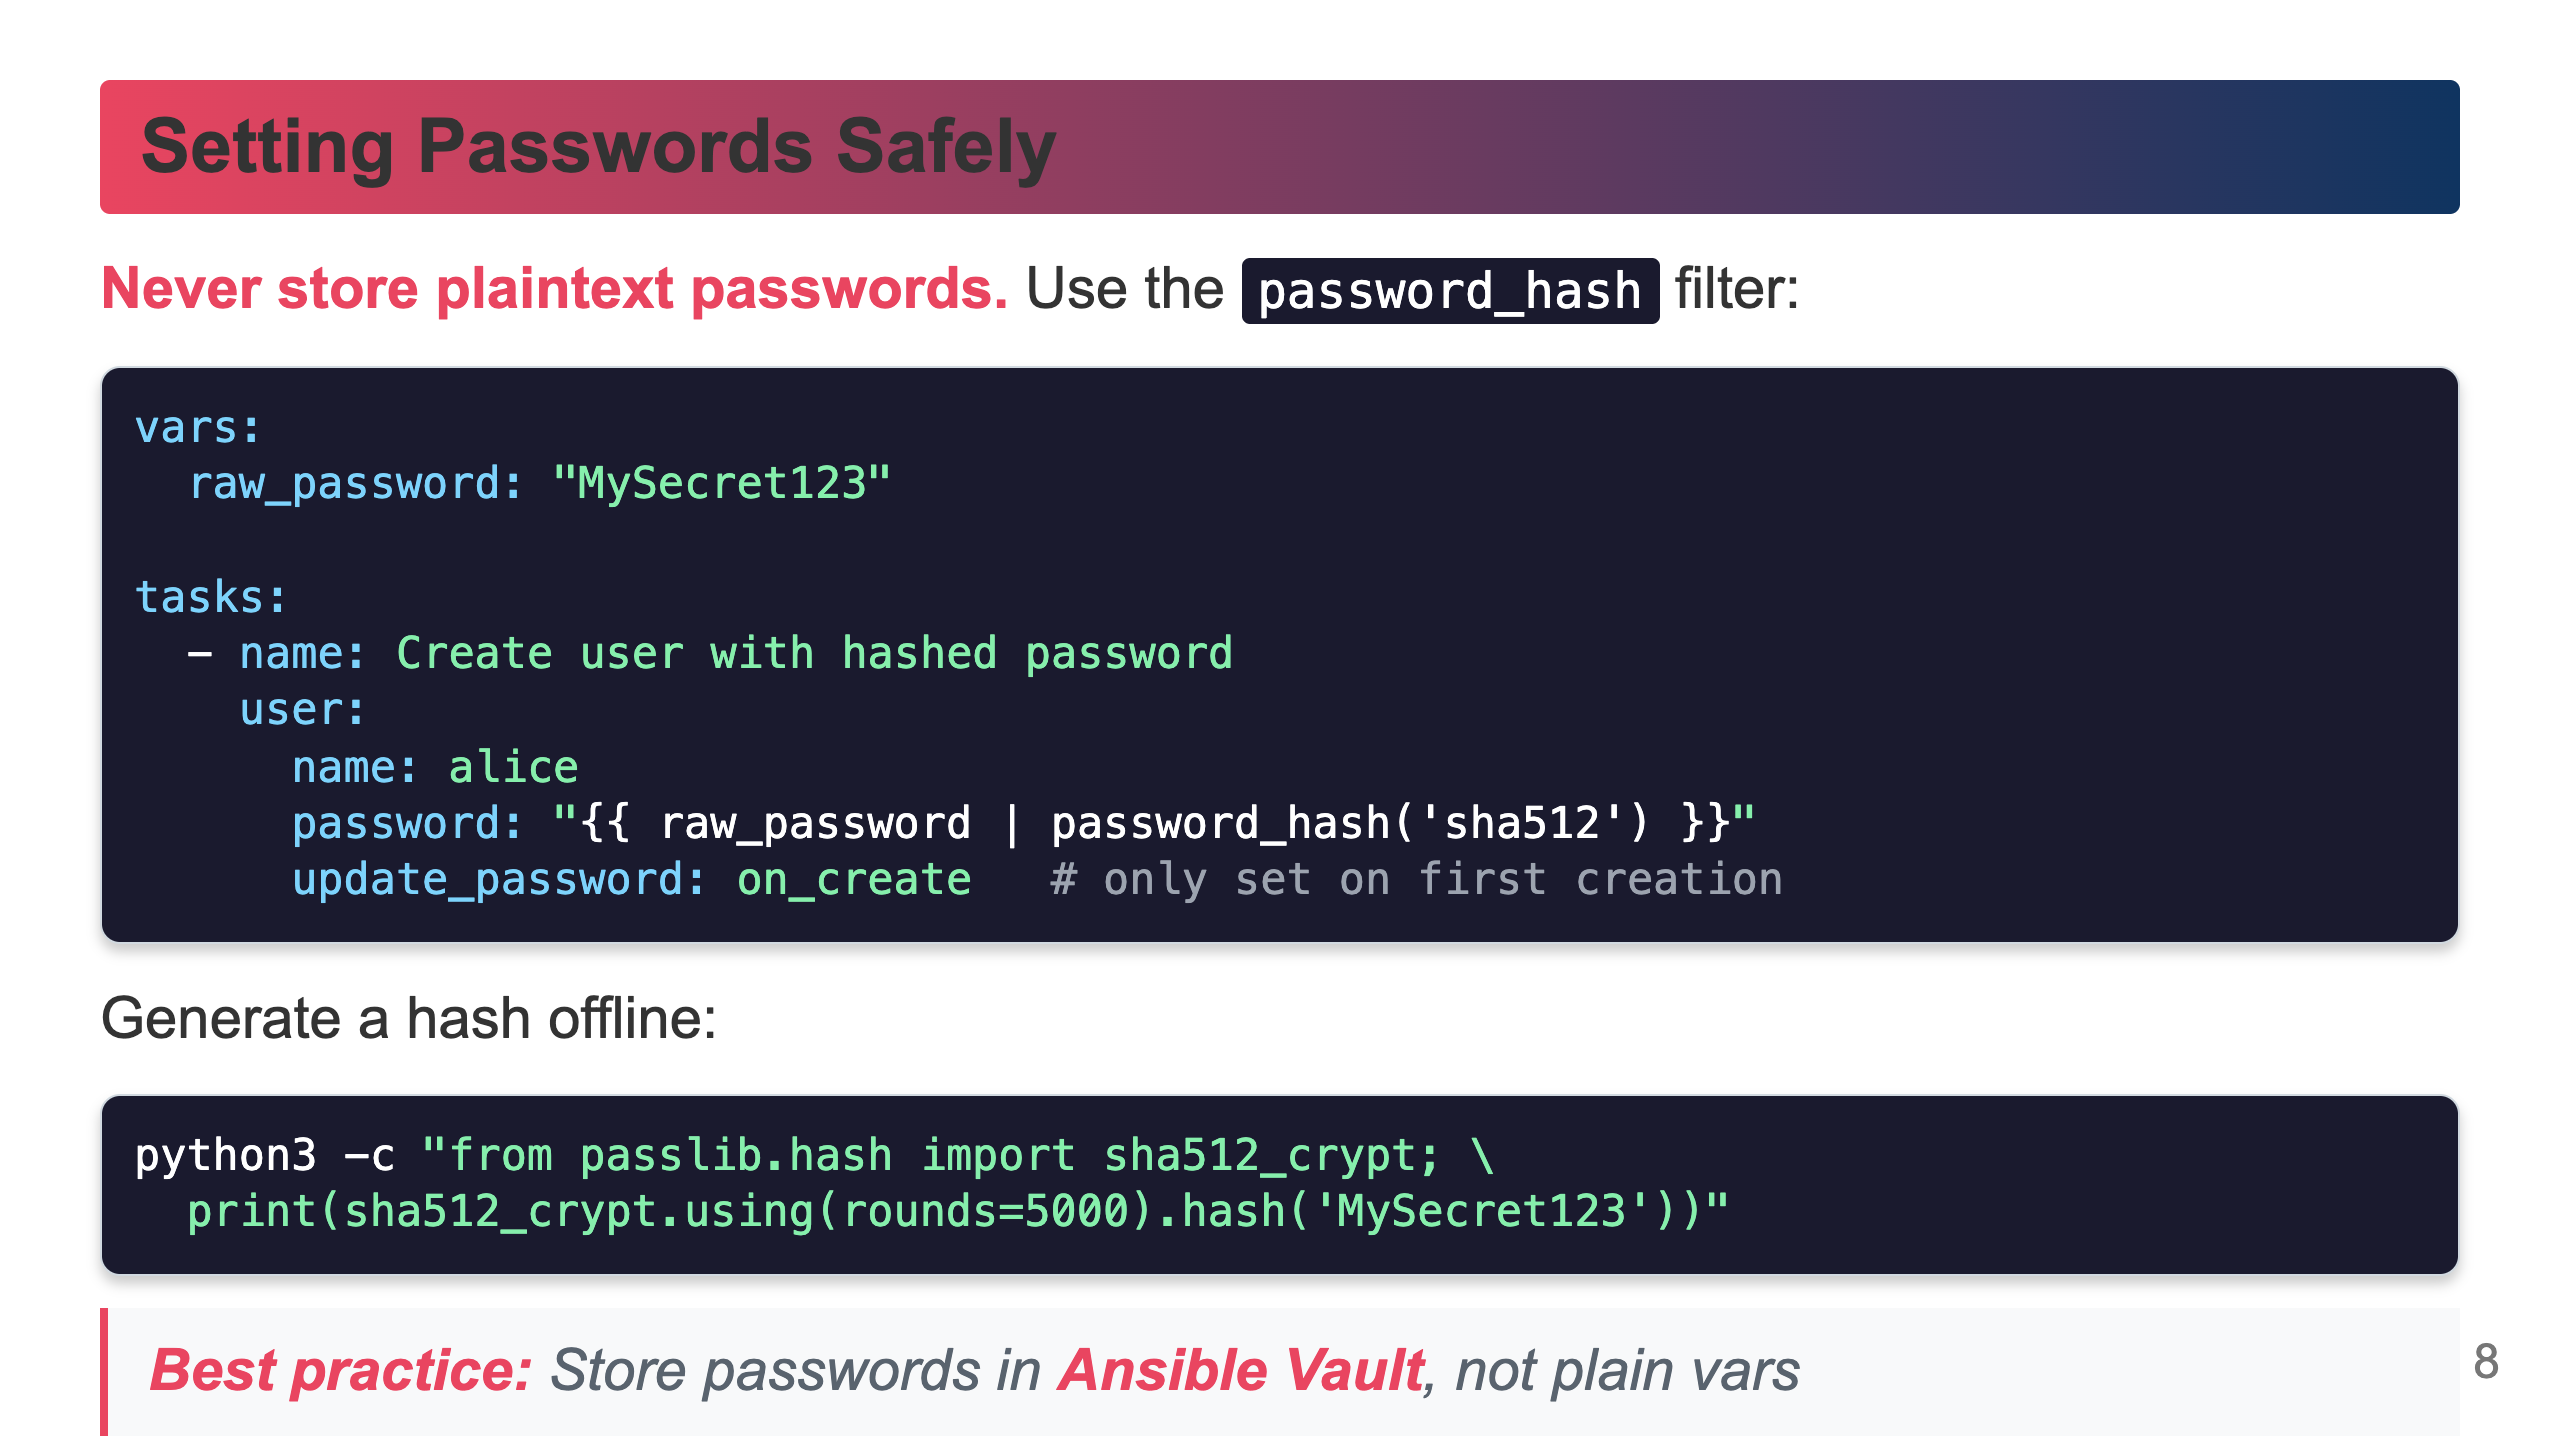 Setting Passwords Safely
Never store plaintext passwords. Use the password_hash filter:
vars:
  raw_password: "MySecret123"

tasks:
  - name: Create user with hashed password
    user:
      name: alice
      password: "{{ raw_password | password_hash('sha512') }}"
      update_password: on_create   # only set on first creation
Generate a hash offline:
python3 -c "from passlib.hash import sha512_crypt; \
  print(sha512_crypt.using(rounds=5000).hash('MySecret123'))"
Best practice: Store passwords in Ansible Vault, not plain vars
8